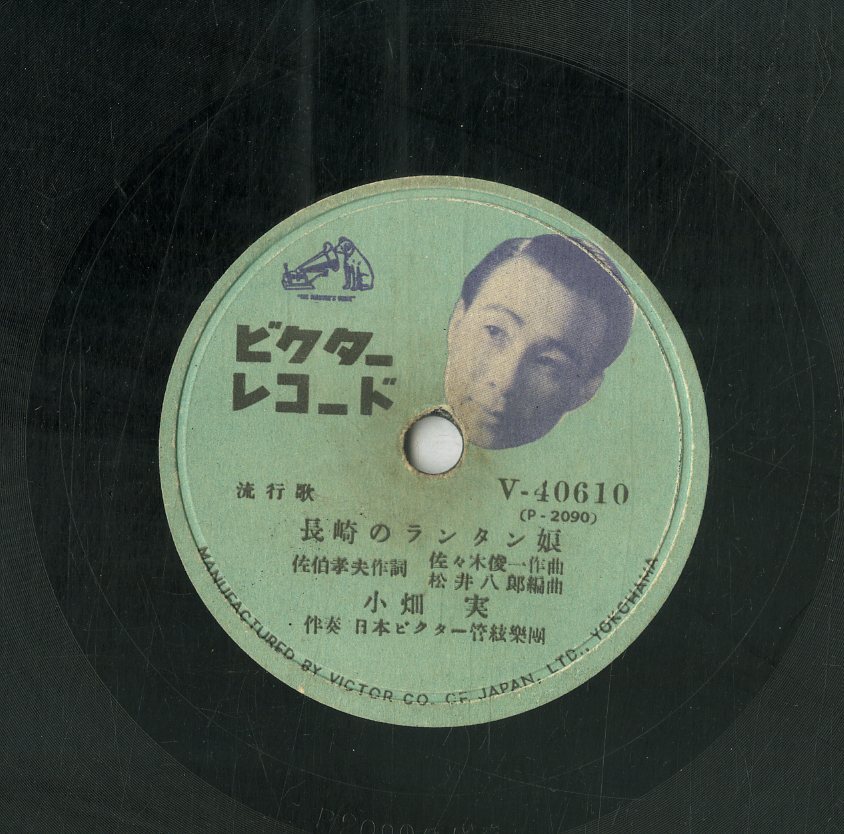 "HIS MASTER'S VOICE"
ビクター
レコード
流行歌
V-40610
(P-2090)
長崎のランタン娘
佐伯孝夫作詞
佐々木俊一作曲
松井八郎編曲
小畑 実
伴奏 日本ビクター管絃樂團
MANUFACTURED BY VICTOR CO. OF JAPAN, LTD., YOKOHAMA